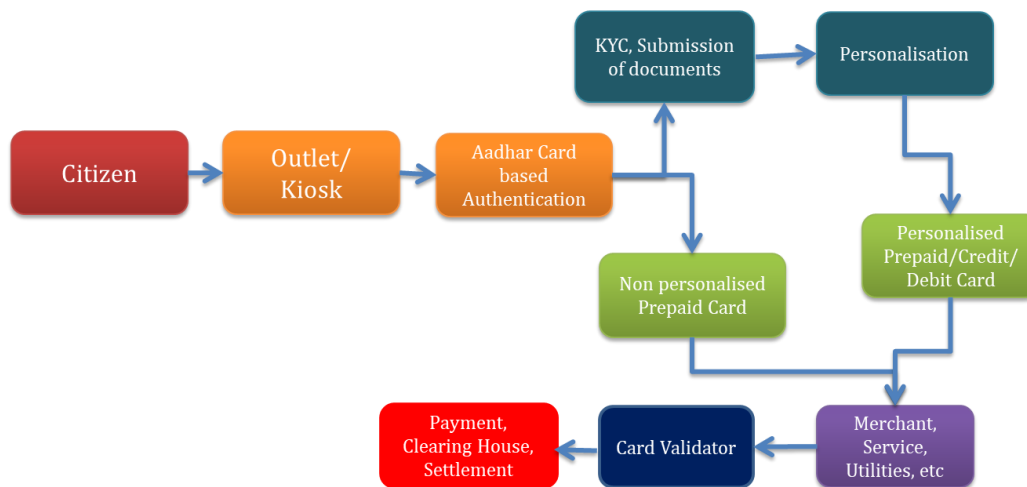 KYC, Submission
of documents
Personalisation
Citizen
Outlet/
Kiosk
Aadhar Card
based
Authentication
Non personalised
Prepaid Card
Personalised
Prepaid/Credit/
Debit Card
Payment,
Clearing House,
Settlement
Card Validator
Merchant,
Service,
Utilities, etc